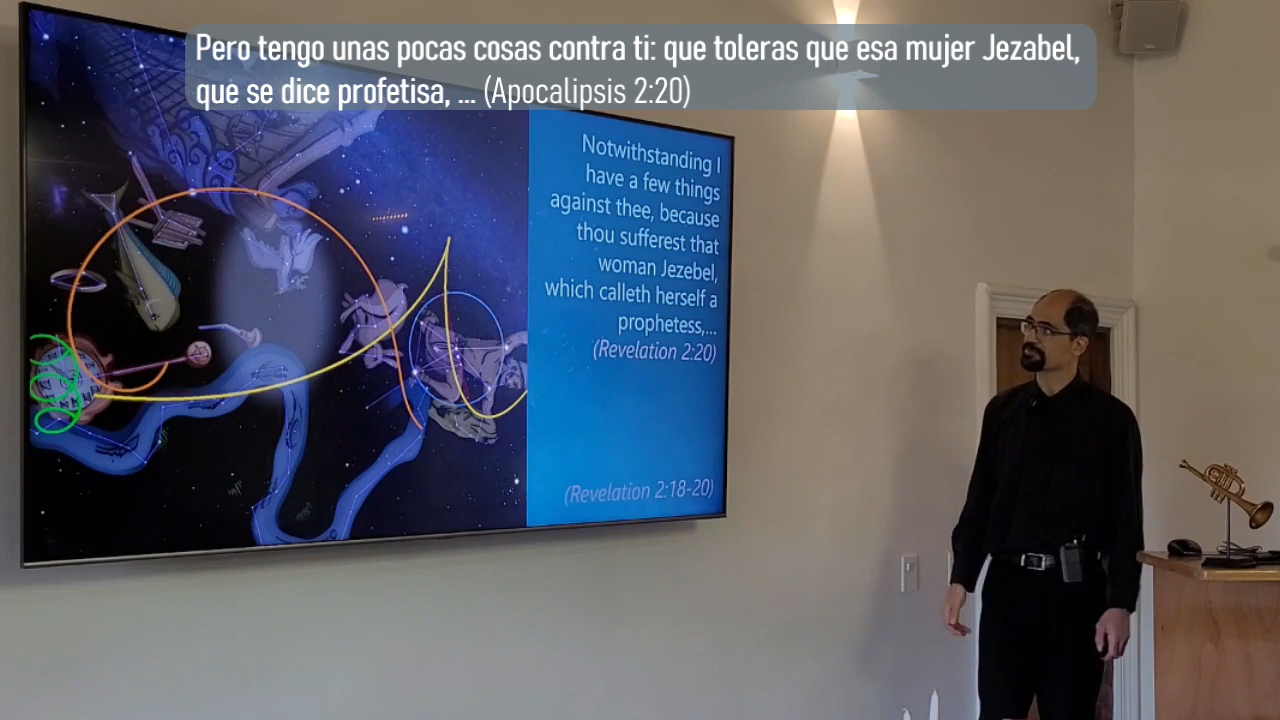 Pero tengo unas pocas cosas contra ti: que toleras que esa mujer Jezabel,
que se dice profetisa, ... (Apocalipsis 2:20)
Notwithstanding I
have a few things
against thee, because
thou sufferest that
woman Jezebel,
which calleth herself a
prophetess,...
(Revelation 2:20)
(Revelation 2:18-20)